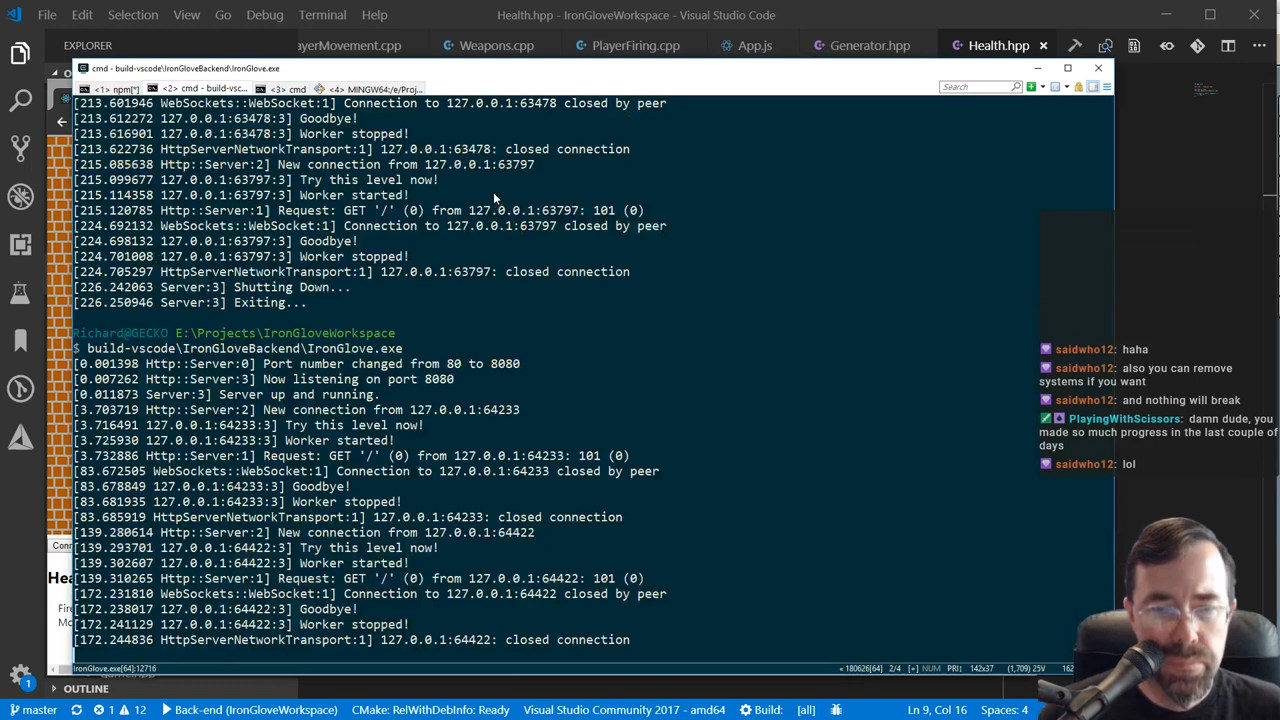 File Edit Selection View Go Debug Terminal Help
Health.hpp - IronGloveWorkspace - Visual Studio Code
EXPLORER
ayerMovement.cpp Weapons.cpp PlayerFiring.cpp App.js Generator.hpp Health.hpp
cmd - build-vscode\IronGloveBackend\IronGlove.exe
<1> npm[*] <2> cmd - build-vsc... <3> cmd <4> MINGW64:/e/Proj...
Search
[213.601946 WebSockets::WebSocket:1] Connection to 127.0.0.1:63478 closed by peer
[213.612272 127.0.0.1:63478:3] Goodbye!
[213.616901 127.0.0.1:63478:3] Worker stopped!
[213.622736 HttpServerNetworkTransport:1] 127.0.0.1:63478: closed connection
[215.085638 Http::Server:2] New connection from 127.0.0.1:63797
[215.099677 127.0.0.1:63797:3] Try this level now!
[215.114358 127.0.0.1:63797:3] Worker started!
[215.120785 Http::Server:1] Request: GET '/' (0) from 127.0.0.1:63797: 101 (0)
[224.692132 WebSockets::WebSocket:1] Connection to 127.0.0.1:63797 closed by peer
[224.698132 127.0.0.1:63797:3] Goodbye!
[224.701008 127.0.0.1:63797:3] Worker stopped!
[224.705297 HttpServerNetworkTransport:1] 127.0.0.1:63797: closed connection
[226.242063 Server:3] Shutting Down...
[226.250946 Server:3] Exiting...
Richard@GECKO E:\Projects\IronGloveWorkspace
$ build-vscode\IronGloveBackend\IronGlove.exe
[0.001398 Http::Server:0] Port number changed from 80 to 8080
[0.007262 Http::Server:3] Now listening on port 8080
[0.011873 Server:3] Server up and running.
[3.703719 Http::Server:2] New connection from 127.0.0.1:64233
[3.716491 127.0.0.1:64233:3] Try this level now!
[3.725930 127.0.0.1:64233:3] Worker started!
[3.732886 Http::Server:1] Request: GET '/' (0) from 127.0.0.1:64233: 101 (0)
[83.672505 WebSockets::WebSocket:1] Connection to 127.0.0.1:64233 closed by peer
[83.678849 127.0.0.1:64233:3] Goodbye!
[83.681935 127.0.0.1:64233:3] Worker stopped!
[83.685919 HttpServerNetworkTransport:1] 127.0.0.1:64233: closed connection
[139.280614 Http::Server:2] New connection from 127.0.0.1:64422
[139.293701 127.0.0.1:64422:3] Try this level now!
[139.302607 127.0.0.1:64422:3] Worker started!
[139.310265 Http::Server:1] Request: GET '/' (0) from 127.0.0.1:64422: 101 (0)
[172.231810 WebSockets::WebSocket:1] Connection to 127.0.0.1:64422 closed by peer
[172.238017 127.0.0.1:64422:3] Goodbye!
[172.241129 127.0.0.1:64422:3] Worker stopped!
[172.244836 HttpServerNetworkTransport:1] 127.0.0.1:64422: closed connection
IronGlove.exe[64]:12716
« 180626[64] 2/4 [+] NUM PRI‡ 142x37 (1,709) 25V
Conn
Hea
Fir
Mo
saidwho12: haha
saidwho12: also you can remove
systems if you want
saidwho12: and nothing will break
PlayingWithScissors: damn dude, you
made so much progress in the last couple of
days
saidwho12: lol
OUTLINE
1
master 1 12 Back-end (IronGloveWorkspace) CMake: RelWithDebInfo: Ready Visual Studio Community 2017 - amd64 Build: [all] Ln 9, Col 16 Spaces: 4